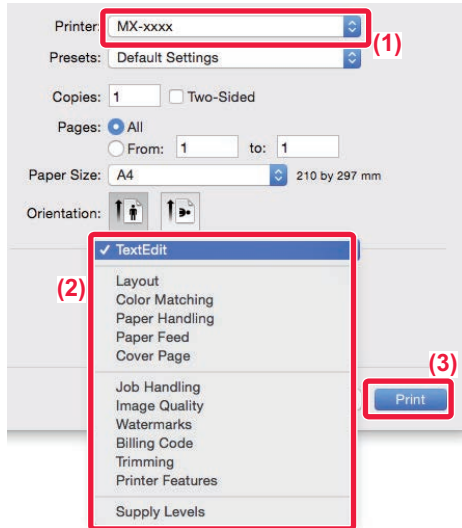 Printer: MX-xxxx
(1)
Presets: Default Settings
Copies: 1 Two-Sided
Pages: All
From: 1 to: 1
Paper Size: A4 210 by 297 mm
Orientation:
✓ TextEdit
(2)
Layout
Color Matching
Paper Handling
Paper Feed
Cover Page
(3)
Job Handling
Image Quality
Print
Watermarks
Billing Code
Trimming
Printer Features
Supply Levels